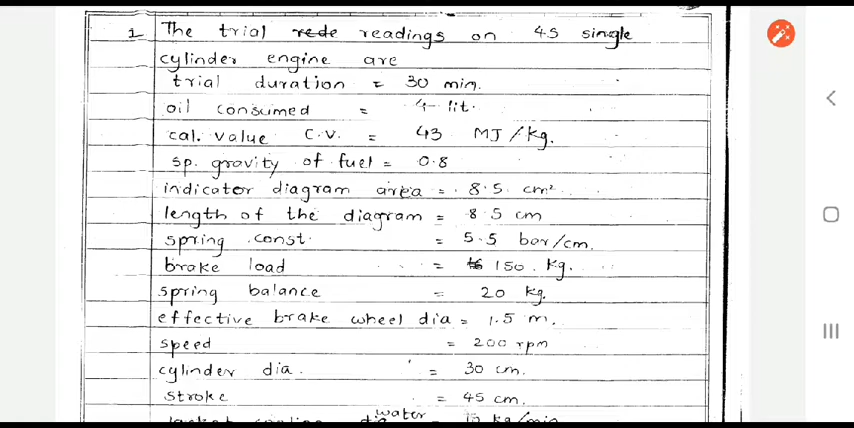 1 The trial readings on 4S single
cylinder engine are
trial duration = 30 min.
oil consumed = 4 lit.
cal. value C.V. = 43 MJ/kg.
sp. gravity of fuel = 0.8
indicator diagram area = 8.5 cm²
length of the diagram = 8.5 cm
spring const. = 5.5 bar/cm.
brake load = 150 kg.
spring balance = 20 kg.
effective brake wheel dia = 1.5 m.
speed = 200 rpm
cylinder dia. = 30 cm.
stroke = 45 cm.
water